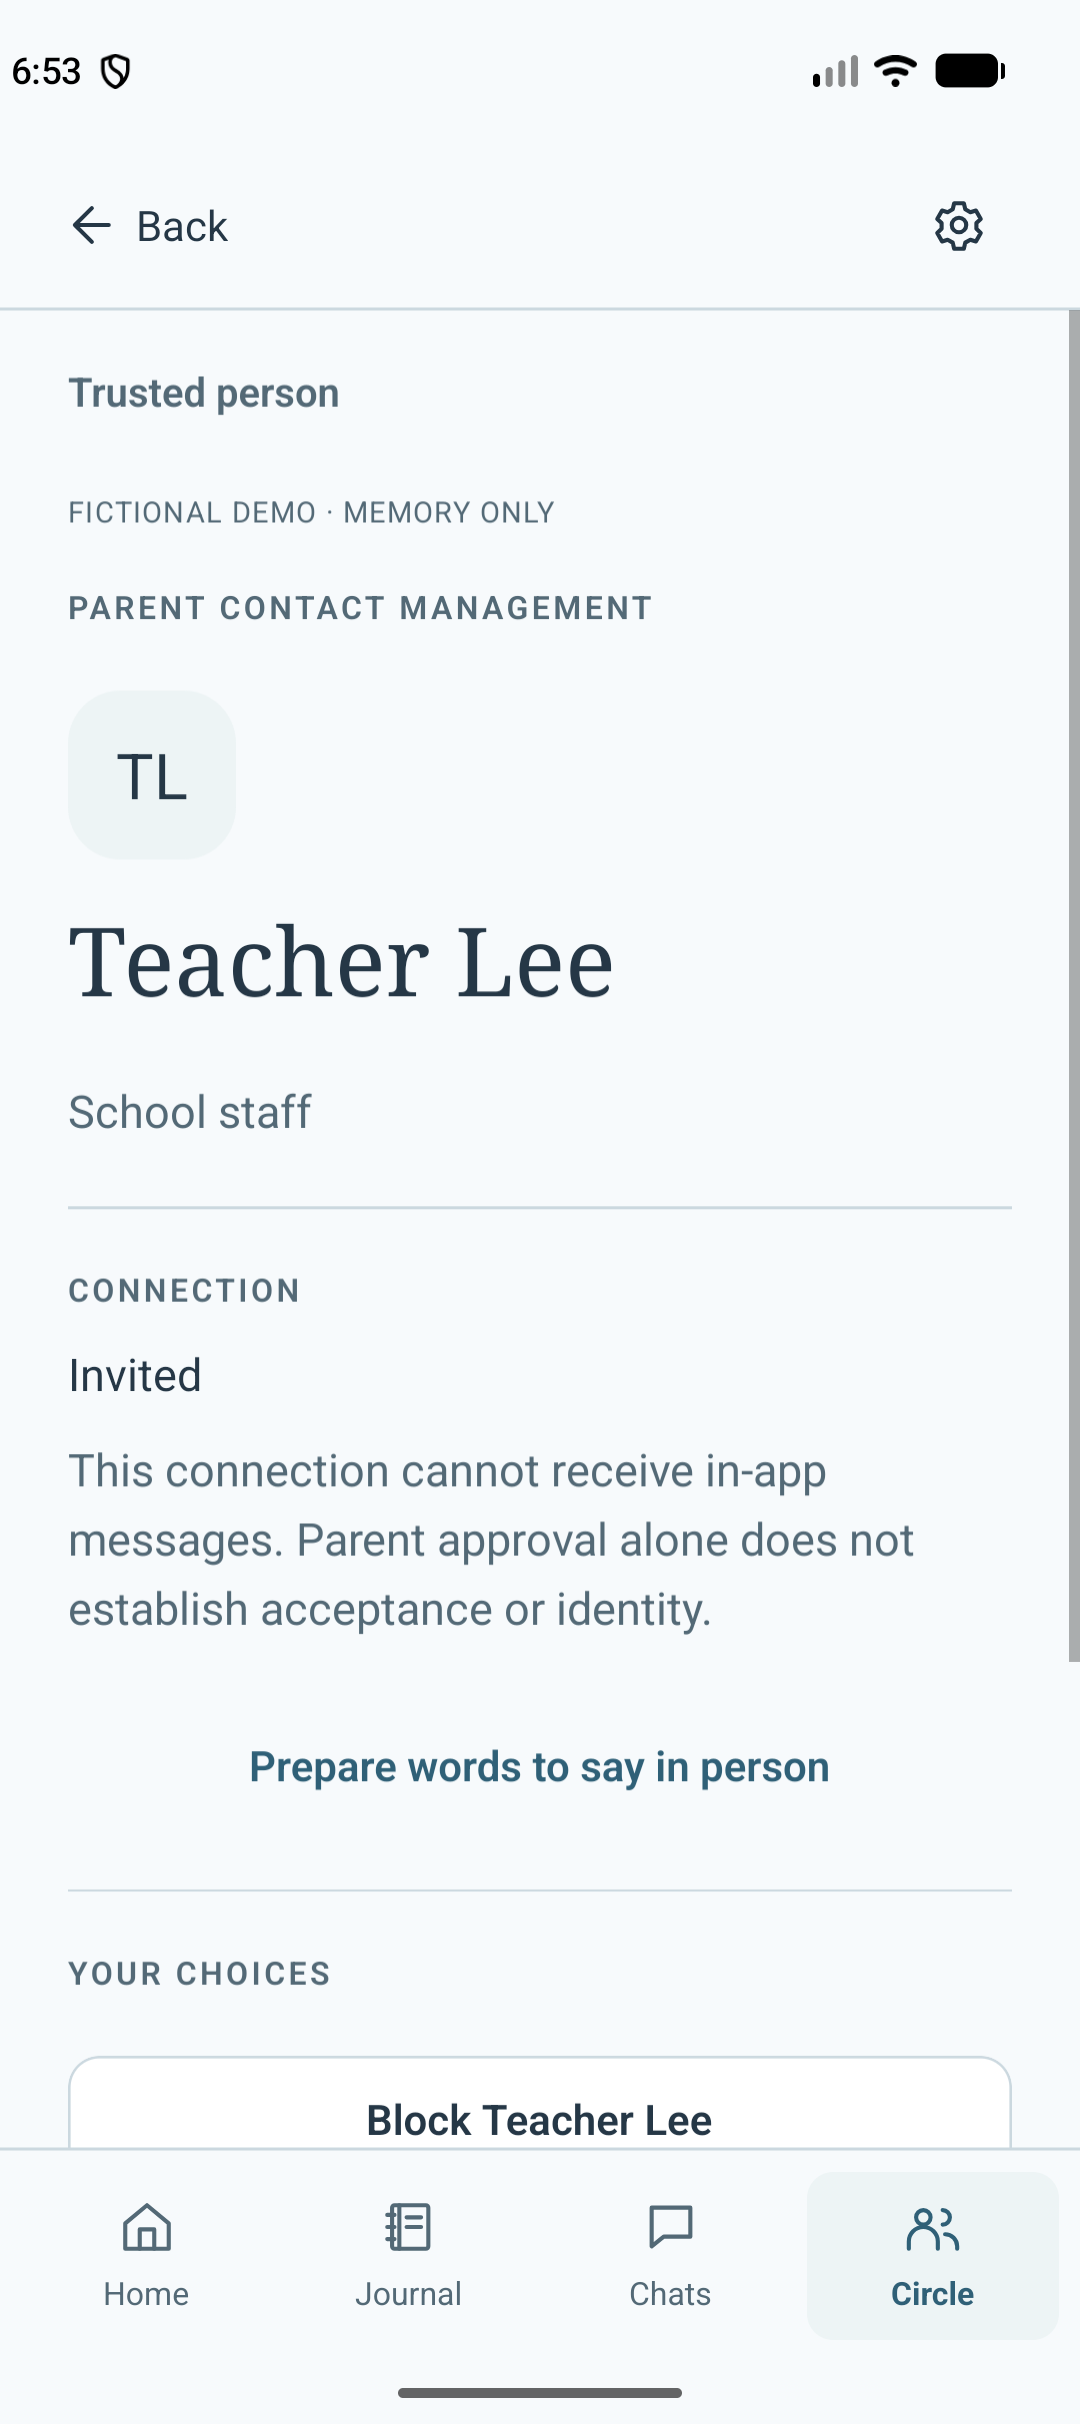 6:53
Back
Trusted person
FICTIONAL DEMO · MEMORY ONLY
PARENT CONTACT MANAGEMENT
TL
Teacher Lee
School staff
CONNECTION
Invited
This connection cannot receive in-app
messages. Parent approval alone does not
establish acceptance or identity.
Prepare words to say in person
YOUR CHOICES
Block Teacher Lee
Home
Journal
Chats
Circle